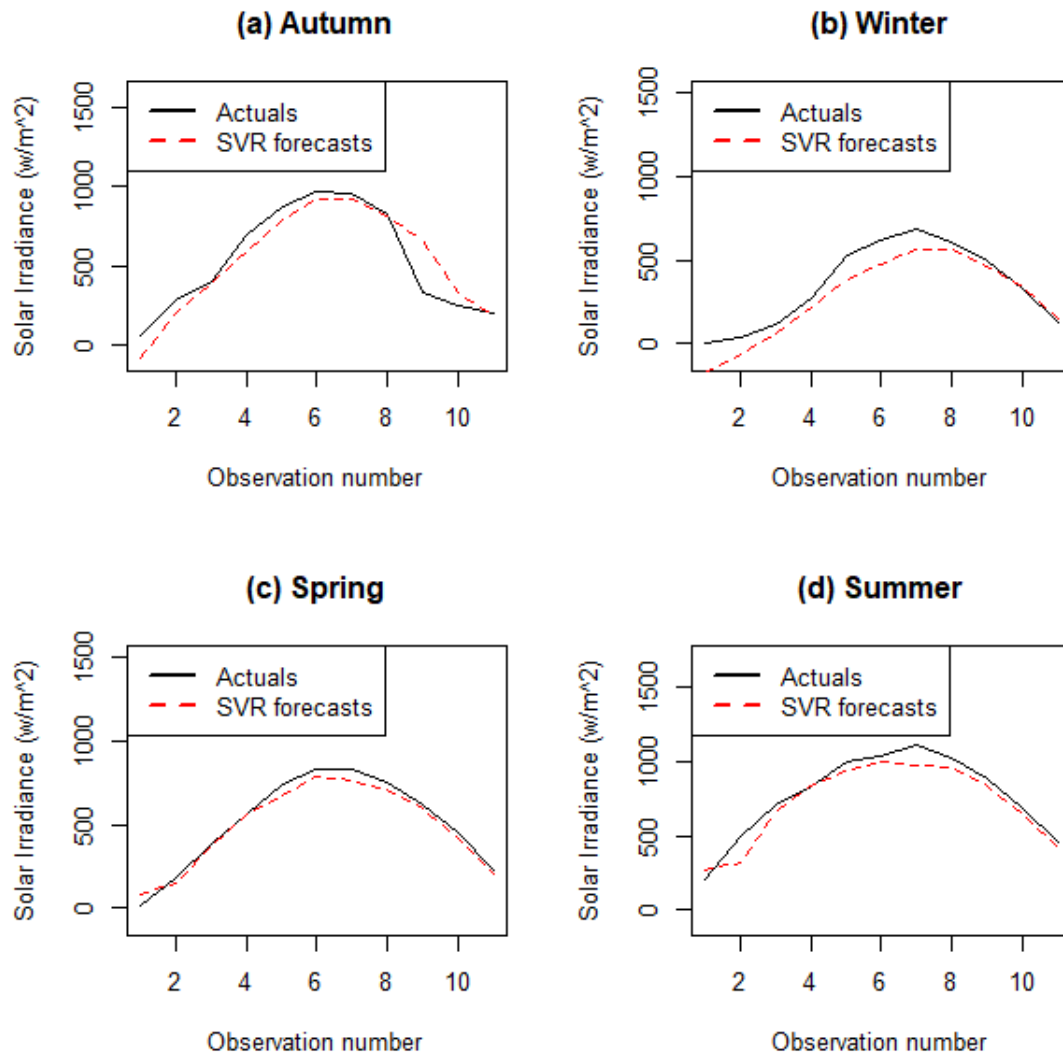 (a) Autumn
Solar Irradiance (w/m^2)
1500
1000
500
0
Actuals
SVR forecasts
2 4 6 8 10
Observation number
(b) Winter
Solar Irradiance (w/m^2)
1500
1000
500
0
Actuals
SVR forecasts
2 4 6 8 10
Observation number
(c) Spring
Solar Irradiance (w/m^2)
1500
1000
500
0
Actuals
SVR forecasts
2 4 6 8 10
Observation number
(d) Summer
Solar Irradiance (w/m^2)
1500
1000
500
0
Actuals
SVR forecasts
2 4 6 8 10
Observation number